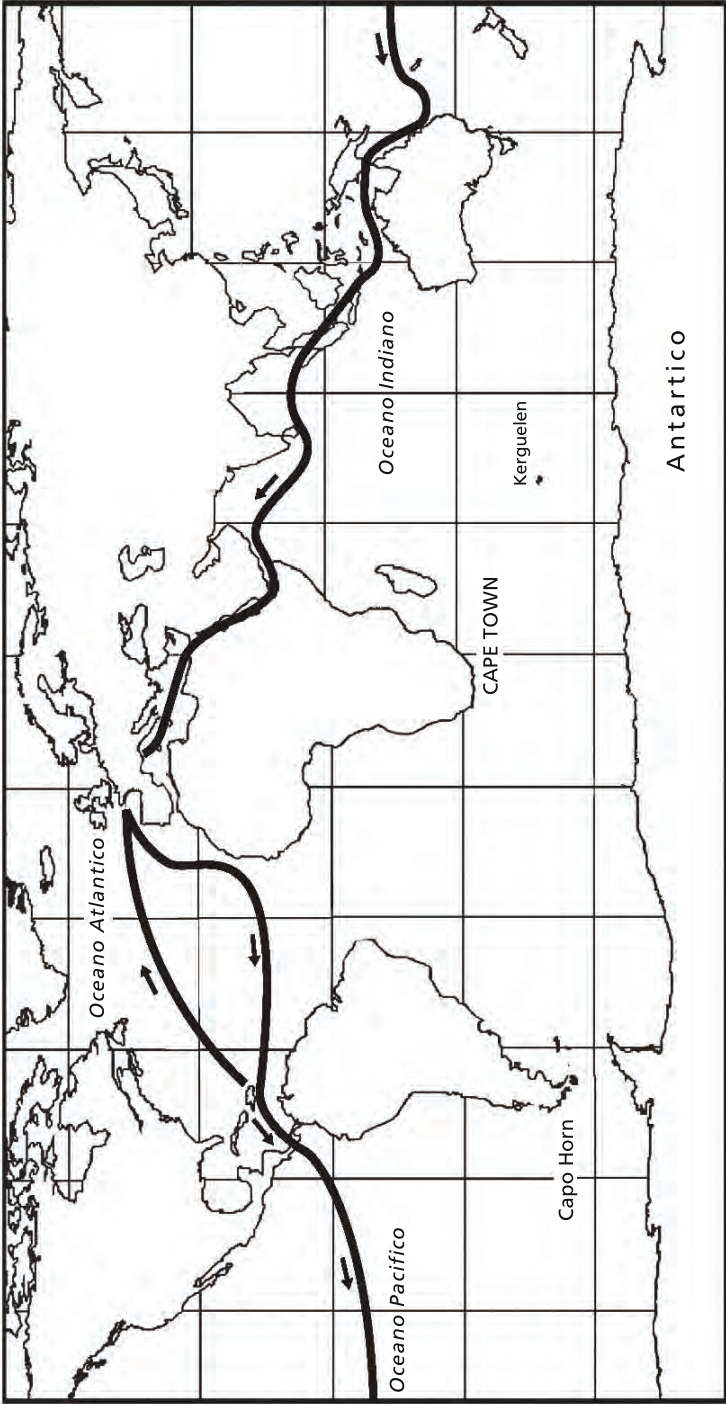 Oceano Atlantico
Oceano Pacifico
Oceano Indiano
CAPE TOWN
Kerguelen
Capo Horn
Antartico